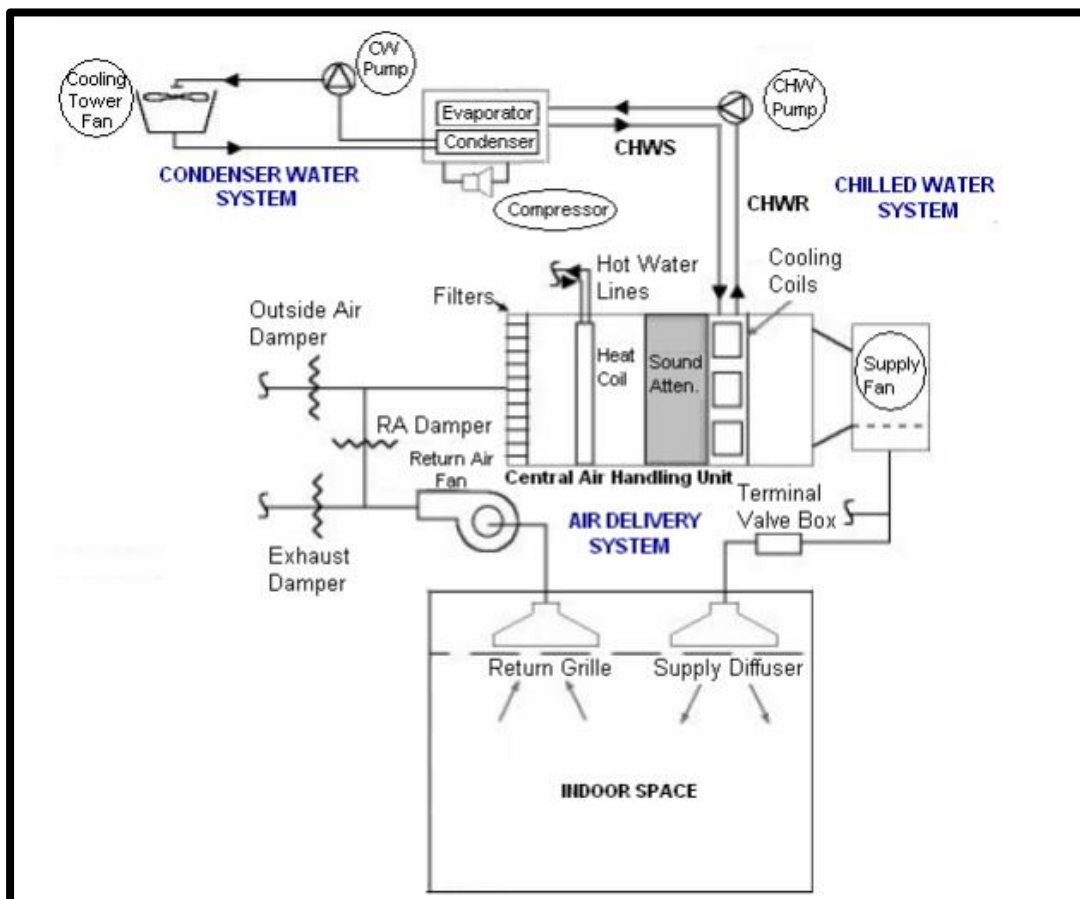 CW
Pump
Cooling
Tower
Fan
CHW
Pump
Evaporator
Condenser
CHWS
CONDENSER WATER
SYSTEM
CHILLED WATER
SYSTEM
Compressor
CHWR
Hot Water
Lines
Cooling
Coils
Filters
Outside Air
Damper
Heat
Coil
Sound
Atten.
Supply
Fan
RA Damper
Return Air
Fan
Central Air Handling Unit
Terminal
Valve Box
AIR DELIVERY
SYSTEM
Exhaust
Damper
Return Grille
Supply Diffuser
INDOOR SPACE